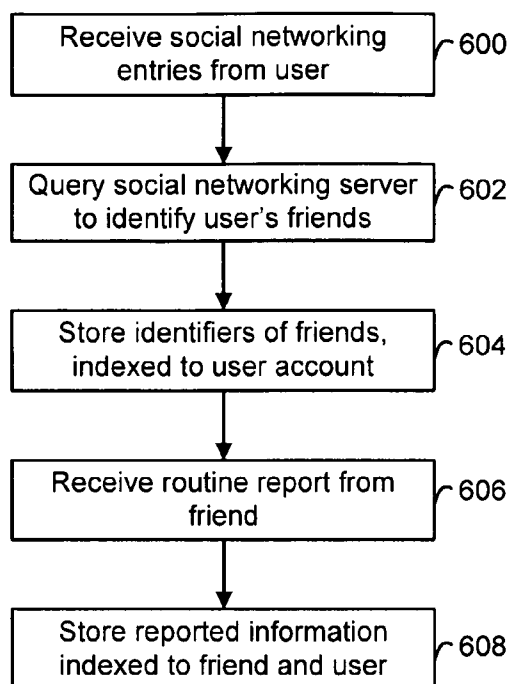 Receive social networking
entries from user
600
Query social networking server
to identify user's friends
602
Store identifiers of friends,
indexed to user account
604
Receive routine report from
friend
606
Store reported information
indexed to friend and user
608